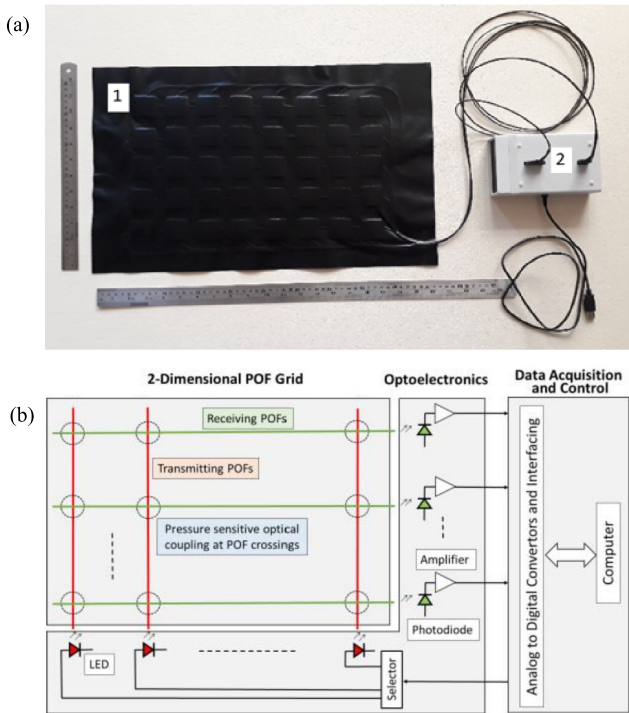 (a)
1
2
(b)
2-Dimensional POF Grid
Optoelectronics
Data Acquisition
and Control
Receiving POFs
Transmitting POFs
Pressure sensitive optical
coupling at POF crossings
Amplifier
Photodiode
LED
Selector
Analog to Digital Convertors and Interfacing
Computer